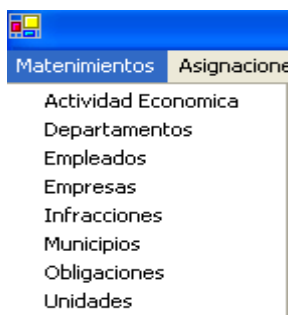 Matenimientos Asignacione
Actividad Economica
Departamentos
Empleados
Empresas
Infracciones
Municipios
Obligaciones
Unidades